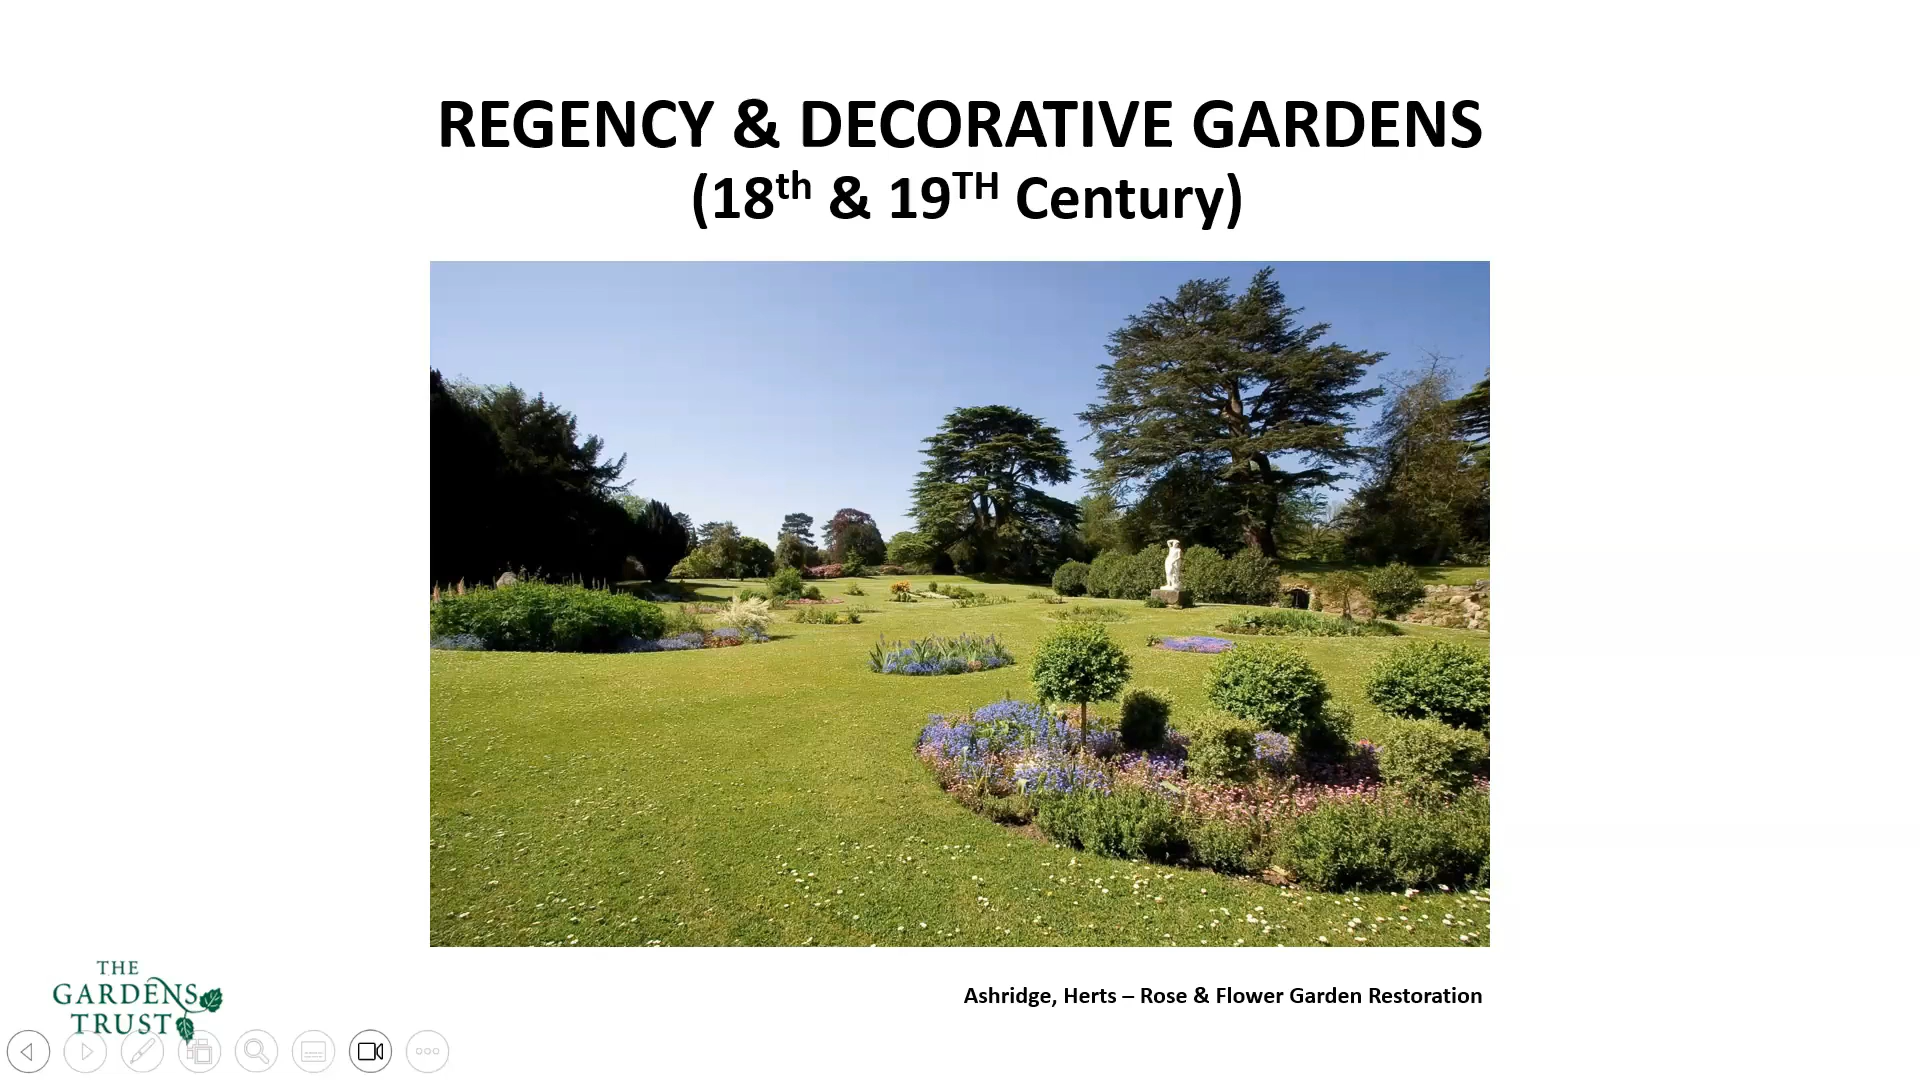 REGENCY & DECORATIVE GARDENS
(18th & 19TH Century)
THE
GARDENS
TRUST
Ashridge, Herts – Rose & Flower Garden Restoration